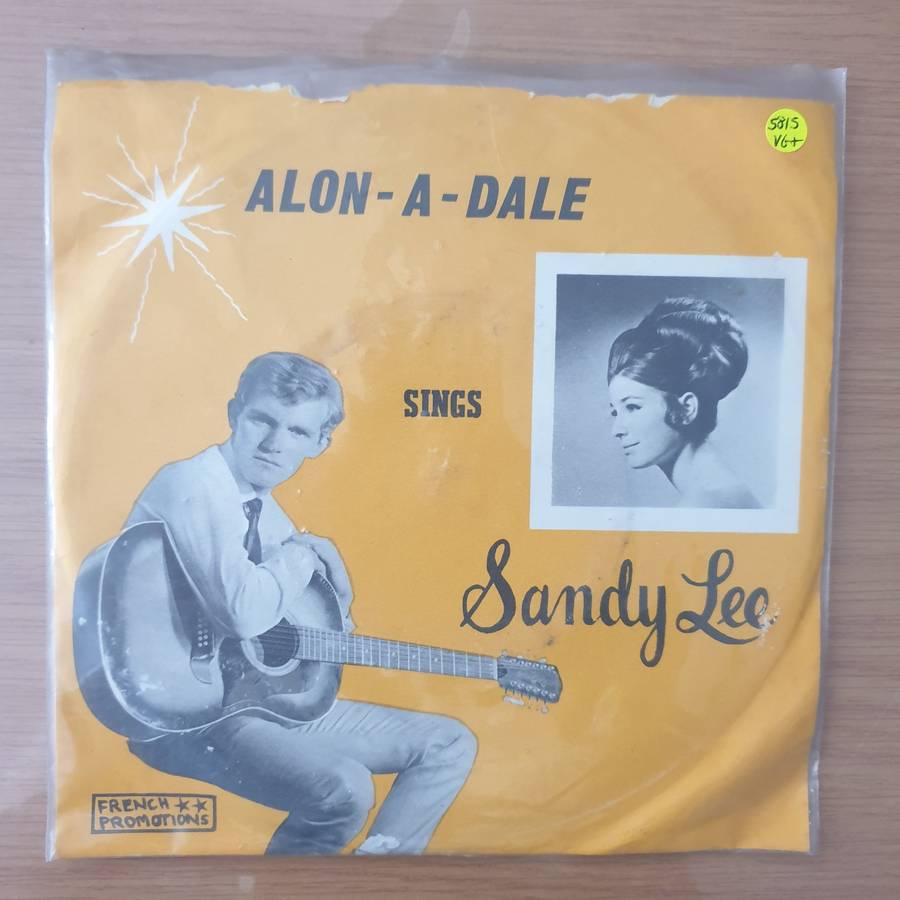 5815
VG+
ALON-A-DALE
SINGS
Sandy Lee
FRENCH ★★
PROMOTIONS